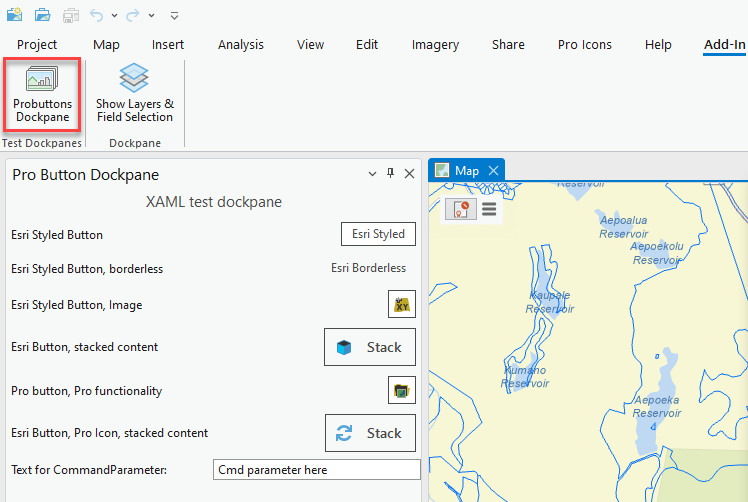 Project Map Insert Analysis View Edit Imagery Share Pro Icons Help Add-In
Probuttons
Dockpane
Show Layers &
Field Selection
Test Dockpanes
Dockpane
Pro Button Dockpane
XAML test dockpane
Esri Styled Button
Esri Styled
Esri Styled Button, borderless
Esri Borderless
Esri Styled Button, Image
XY
Esri Button, stacked content
Stack
Pro button, Pro functionality
Esri Button, Pro Icon, stacked content
Stack
Text for CommandParameter:
Cmd parameter here
Map
Reservoir
Aepoalua
Reservoir
Aepoekolu
Reservoir
Kaupale
Reservoir
Kumano
Reservoir
Aepoeka
Reservoir